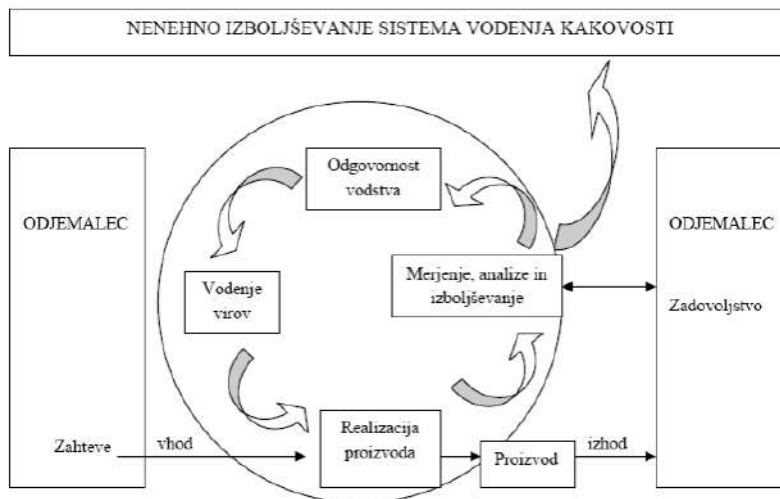 NENEHNO IZBOLJŠEVANJE SISTEMA VODENJA KAKOVOSTI
ODJEMALEC
Zahteve
vhod
Odgovornost
vodstva
Vodenje
virov
Merjenje, analize in
izboljševanje
Realizacija
proizvoda
Proizvod
izhod
ODJEMALEC
Zadovoljstvo